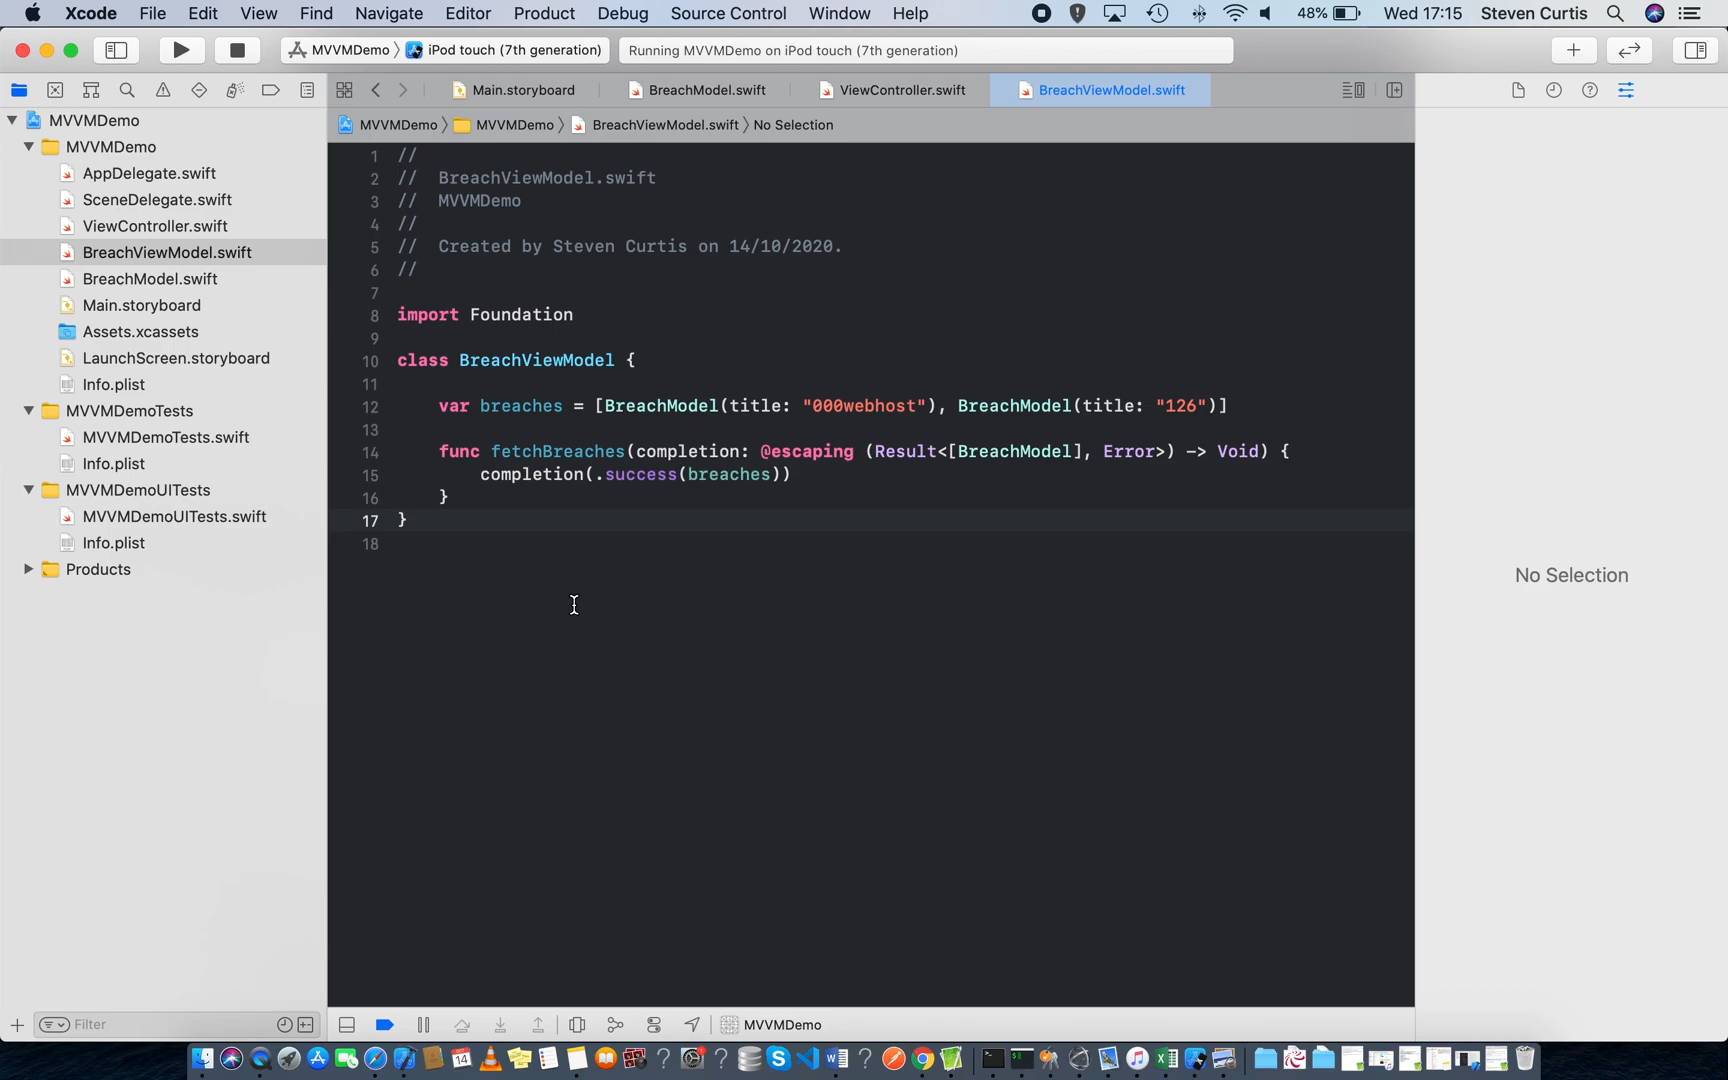 Xcode File Edit View Find Navigate Editor Product Debug Source Control Window Help 48% Wed 17:15 Steven Curtis
MVVMDemo iPod touch (7th generation) Running MVVMDemo on iPod touch (7th generation)
Main.storyboard BreachModel.swift ViewController.swift BreachViewModel.swift
MVVMDemo MVVMDemo BreachViewModel.swift No Selection
MVVMDemo
MVVMDemo
AppDelegate.swift
SceneDelegate.swift
ViewController.swift
BreachViewModel.swift
BreachModel.swift
Main.storyboard
Assets.xcassets
LaunchScreen.storyboard
Info.plist
MVVMDemoTests
MVVMDemoTests.swift
Info.plist
MVVMDemoUITests
MVVMDemoUITests.swift
Info.plist
Products
1 //
2 // BreachViewModel.swift
3 // MVVMDemo
4 //
5 // Created by Steven Curtis on 14/10/2020.
6 //
7
8 import Foundation
9
10 class BreachViewModel {
11
12 var breaches = [BreachModel(title: "000webhost"), BreachModel(title: "126")]
13
14 func fetchBreaches(completion: @escaping (Result<[BreachModel], Error>) -> Void) {
15 completion(.success(breaches))
16 }
17 }
18
No Selection
Filter
MVVMDemo
14